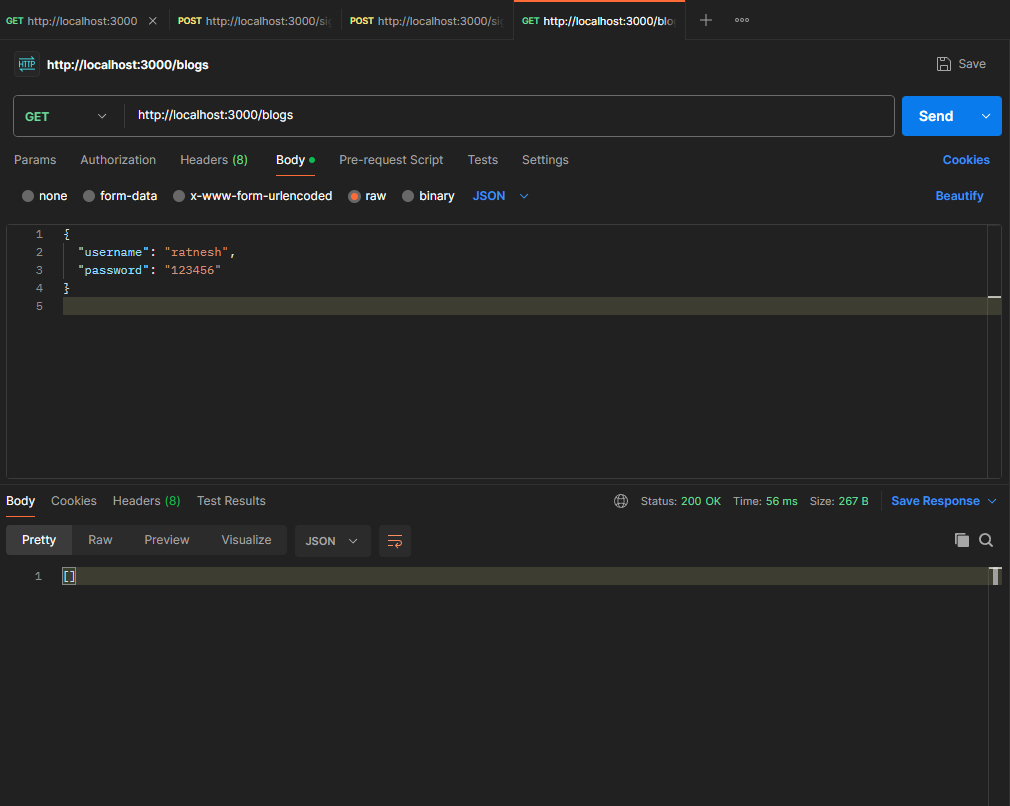 GET http://localhost:3000 POST http://localhost:3000/si POST http://localhost:3000/si GET http://localhost:3000/blo
HTTP http://localhost:3000/blogs Save
GET http://localhost:3000/blogs Send
Params Authorization Headers (8) Body Pre-request Script Tests Settings Cookies
none form-data x-www-form-urlencoded raw binary JSON Beautify
1 {
2 "username": "ratnesh",
3 "password": "123456"
4 }
5
Body Cookies Headers (8) Test Results Status: 200 OK Time: 56 ms Size: 267 B Save Response
Pretty Raw Preview Visualize JSON
1 []